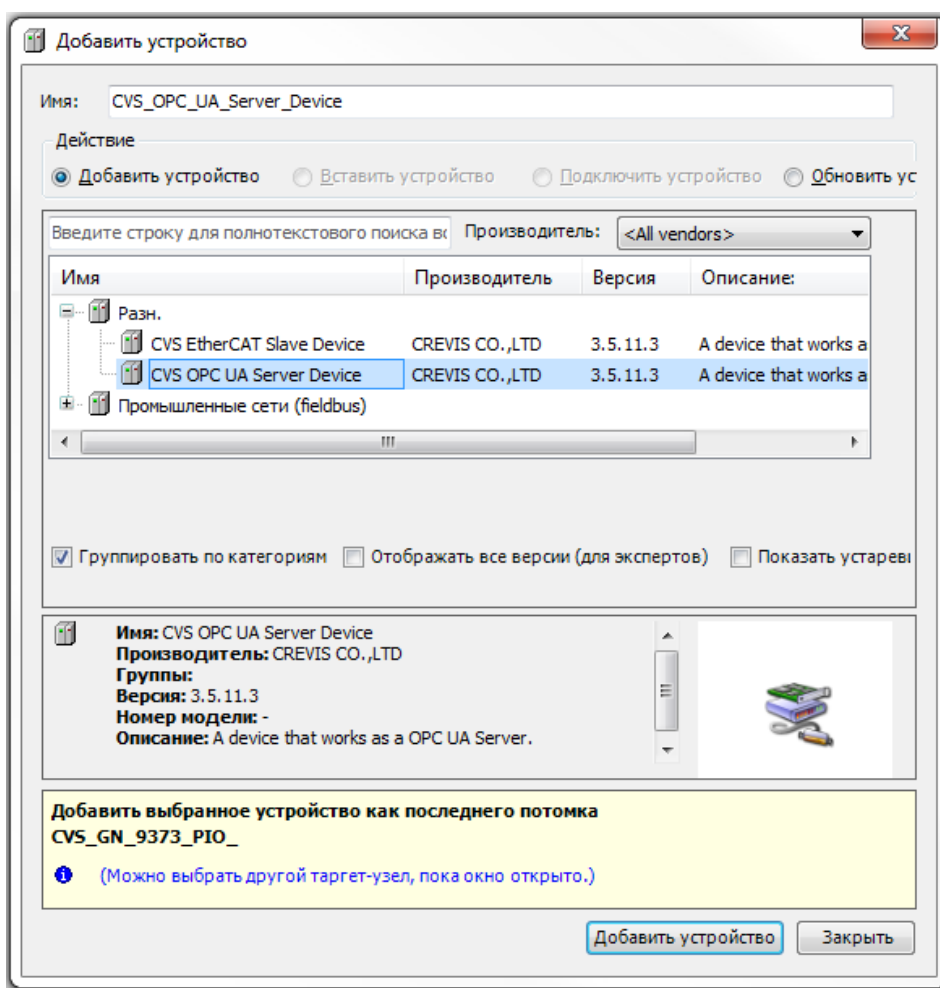 Добавить устройство
Имя: CVS_OPC_UA_Server_Device
Действие
Добавить устройство Вставить устройство Подключить устройство Обновить ус
Введите строку для полнотекстового поиска вс Производитель: <All vendors>
Имя Производитель Версия Описание:
Разн.
CVS EtherCAT Slave Device CREVIS CO.,LTD 3.5.11.3 A device that works a
CVS OPC UA Server Device CREVIS CO.,LTD 3.5.11.3 A device that works a
Промышленные сети (fieldbus)
Группировать по категориям Отображать все версии (для экспертов) Показать устарев
Имя: CVS OPC UA Server Device
Производитель: CREVIS CO.,LTD
Группы:
Версия: 3.5.11.3
Номер модели: -
Описание: A device that works as a OPC UA Server.
Добавить выбранное устройство как последнего потомка
CVS_GN_9373_PIO_
(Можно выбрать другой таргет-узел, пока окно открыто.)
Добавить устройство Закрыть